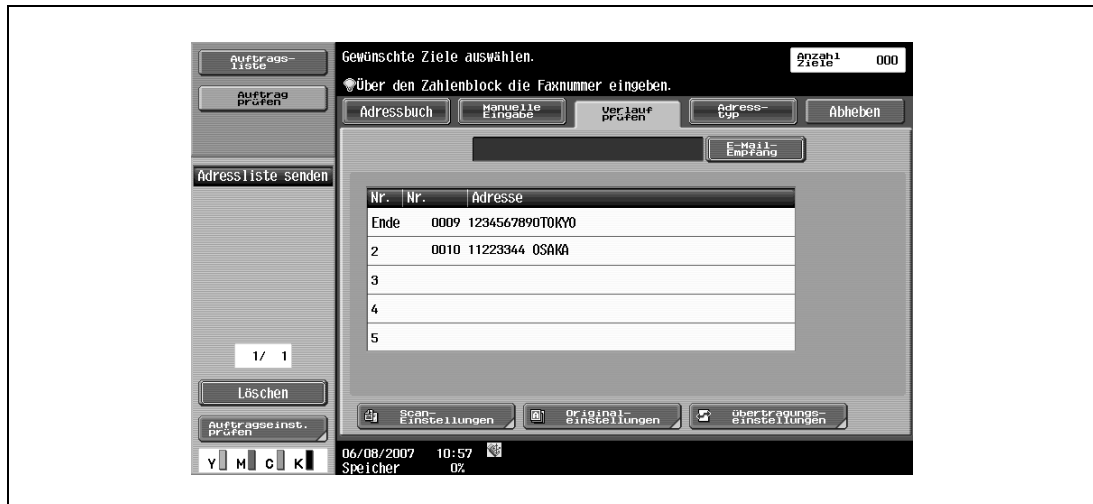 Auftrags-
liste
Auftrag
prüfen
Adressliste senden
1/ 1
Löschen
Auftragseinst.
prüfen
Y M C K
Gewünschte Ziele auswählen.
Anzahl
Ziele 000
Über den Zahlenblock die Faxnummer eingeben.
Adressbuch
Manuelle
Eingabe
Verlauf
prüfen
Adress-
typ
Abheben
E-Mail-
Empfang
Nr. Nr. Adresse
Ende 0009 1234567890TOKYO
2 0010 11223344 OSAKA
3
4
5
Scan-
Einstellungen
Original-
einstellungen
übertragungs-
einstellungen
06/08/2007 10:57
Speicher 0%